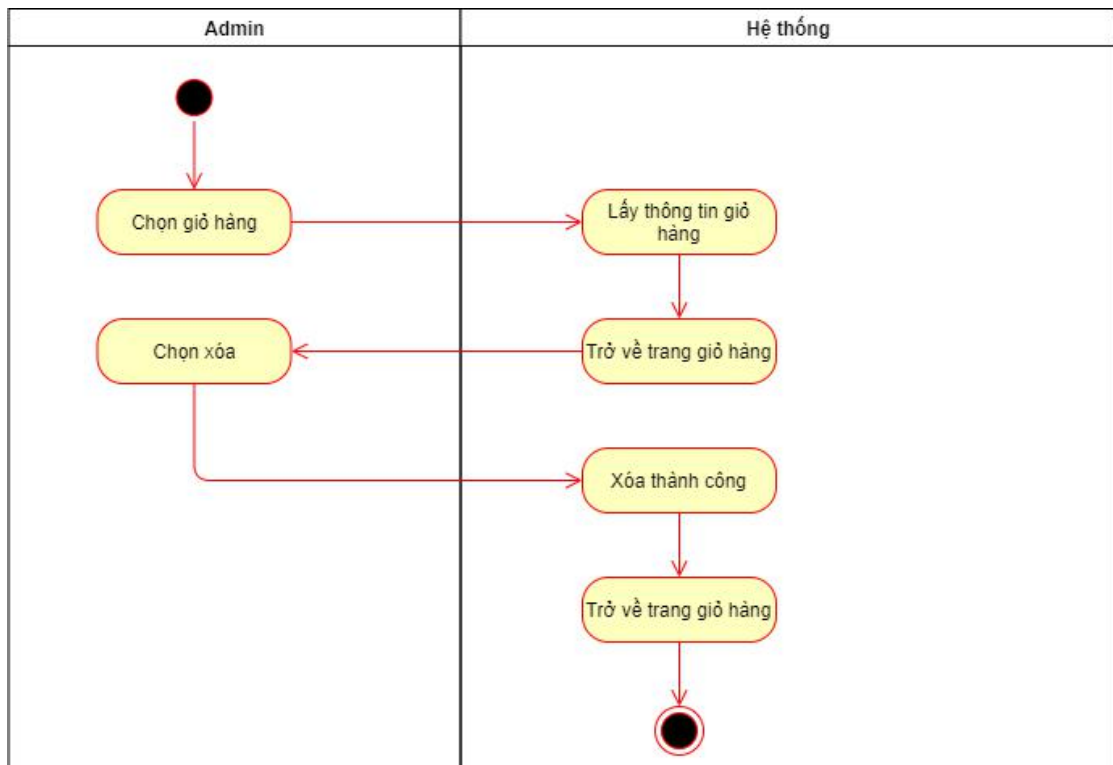 Admin
Hệ thống
Chọn giỏ hàng
Lấy thông tin giỏ
hàng
Chọn xóa
Trở về trang giỏ hàng
Xóa thành công
Trở về trang giỏ hàng